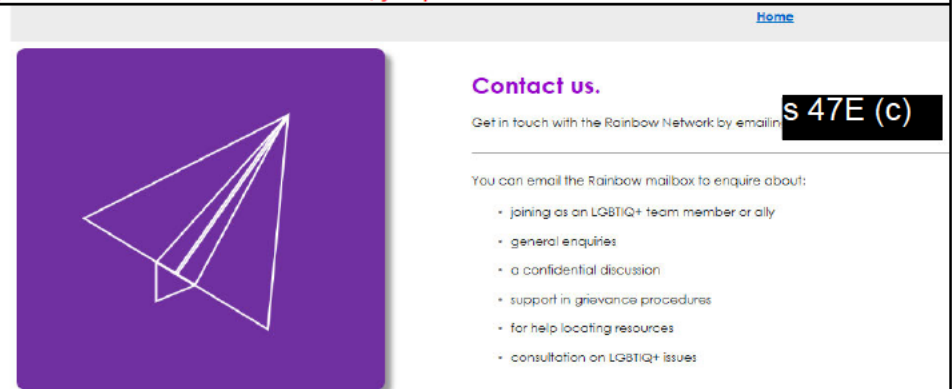 Home
Contact us.
Get in touch with the Rainbow Network by emailin s 47E (c)
You can email the Rainbow mailbox to enquire about:
• joining as an LGBTIQ+ team member or ally
• general enquiries
• a confidential discussion
• support in grievance procedures
• for help locating resources
• consultation on LGBTIQ+ issues